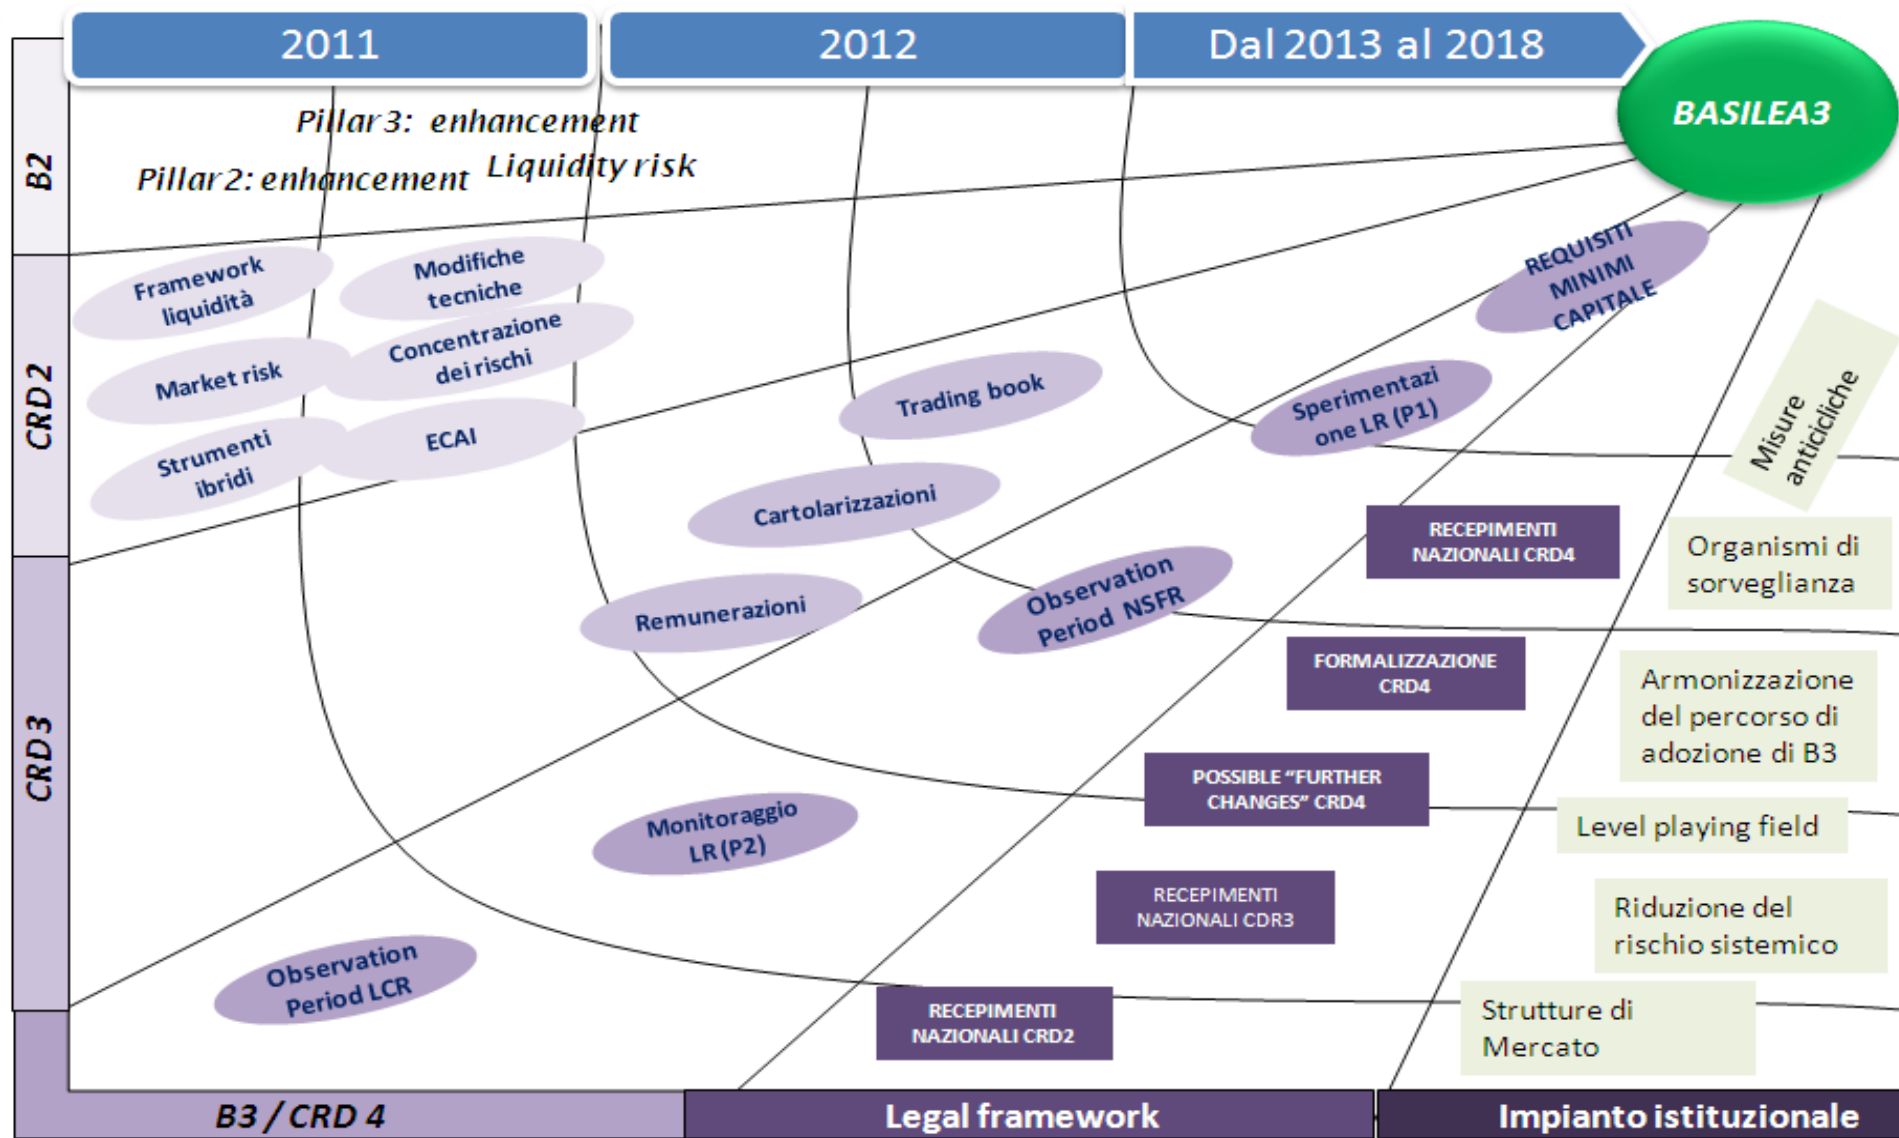 2011
2012
Dal 2013 al 2018
BASILEA3
B2
Pillar 3: enhancement
Pillar 2: enhancement
Liquidity risk
CRD 2
Framework
liquidità
Modifiche
tecniche
Market risk
Concentrazione
dei rischi
Strumenti
ibridi
ECAI
CRD 3
Trading book
Cartolarizzazioni
Remunerazioni
REQUISITI
MINIMI
CAPITALE
Sperimentazi
one LR (P1)
Observation
Period NSFR
Monitoraggio
LR (P2)
Observation
Period LCR
RECEPIMENTI
NAZIONALI CRD4
FORMALIZZAZIONE
CRD4
POSSIBLE “FURTHER
CHANGES” CRD4
RECEPIMENTI
NAZIONALI CDR3
RECEPIMENTI
NAZIONALI CRD2
Misure
anticicliche
Organismi di
sorveglianza
Armonizzazione
del percorso di
adozione di B3
Level playing field
Riduzione del
rischio sistemico
Strutture di
Mercato
B3 / CRD 4
Legal framework
Impianto istituzionale